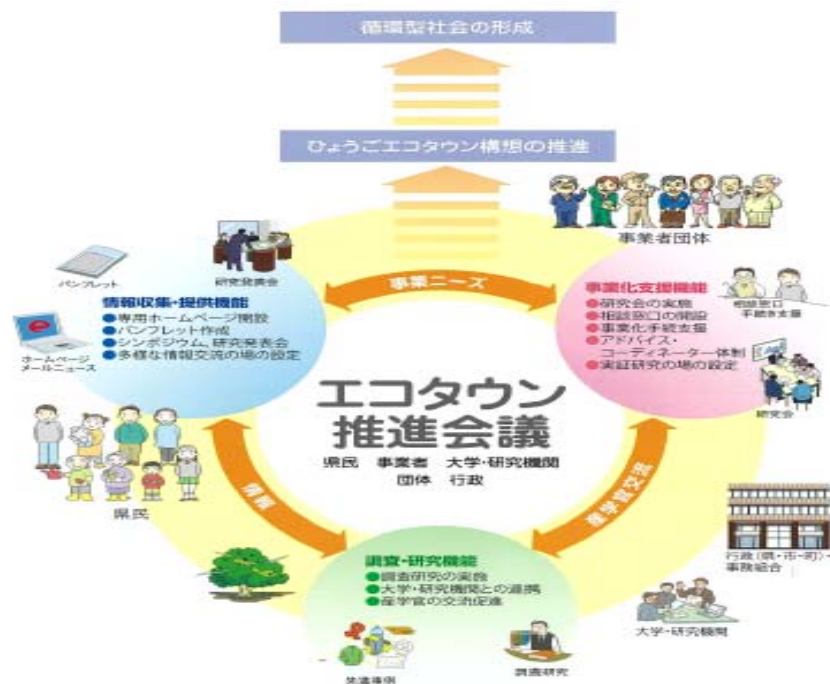 循環型社会の形成
ひょうごエコタウン構想の推進
事業者団体
パンフレット
研究発表会
事業ニーズ
情報収集・提供機能
●専用ホームページ開設
●パンフレット作成
●シンポジウム、研究発表会
●多様な情報交流の場の設定
ホームページ
メールニュース
事業化支援機能
●研究会の実施
●相談窓口の開設
●事業化手続支援
●アドバイス・
コーディネーター体制
●実証研究の場の設定
相談窓口
手続き支援
研究会
エコタウン
推進会議
県民 事業者 大学・研究機関
団体 行政
県民
情報
産学官交流
行政(県・市・町)・
事務組合
大学・研究機関
調査・研究機能
●調査研究の実施
●大学・研究機関との連携
●産学官の交流促進
先進事例
調査研究